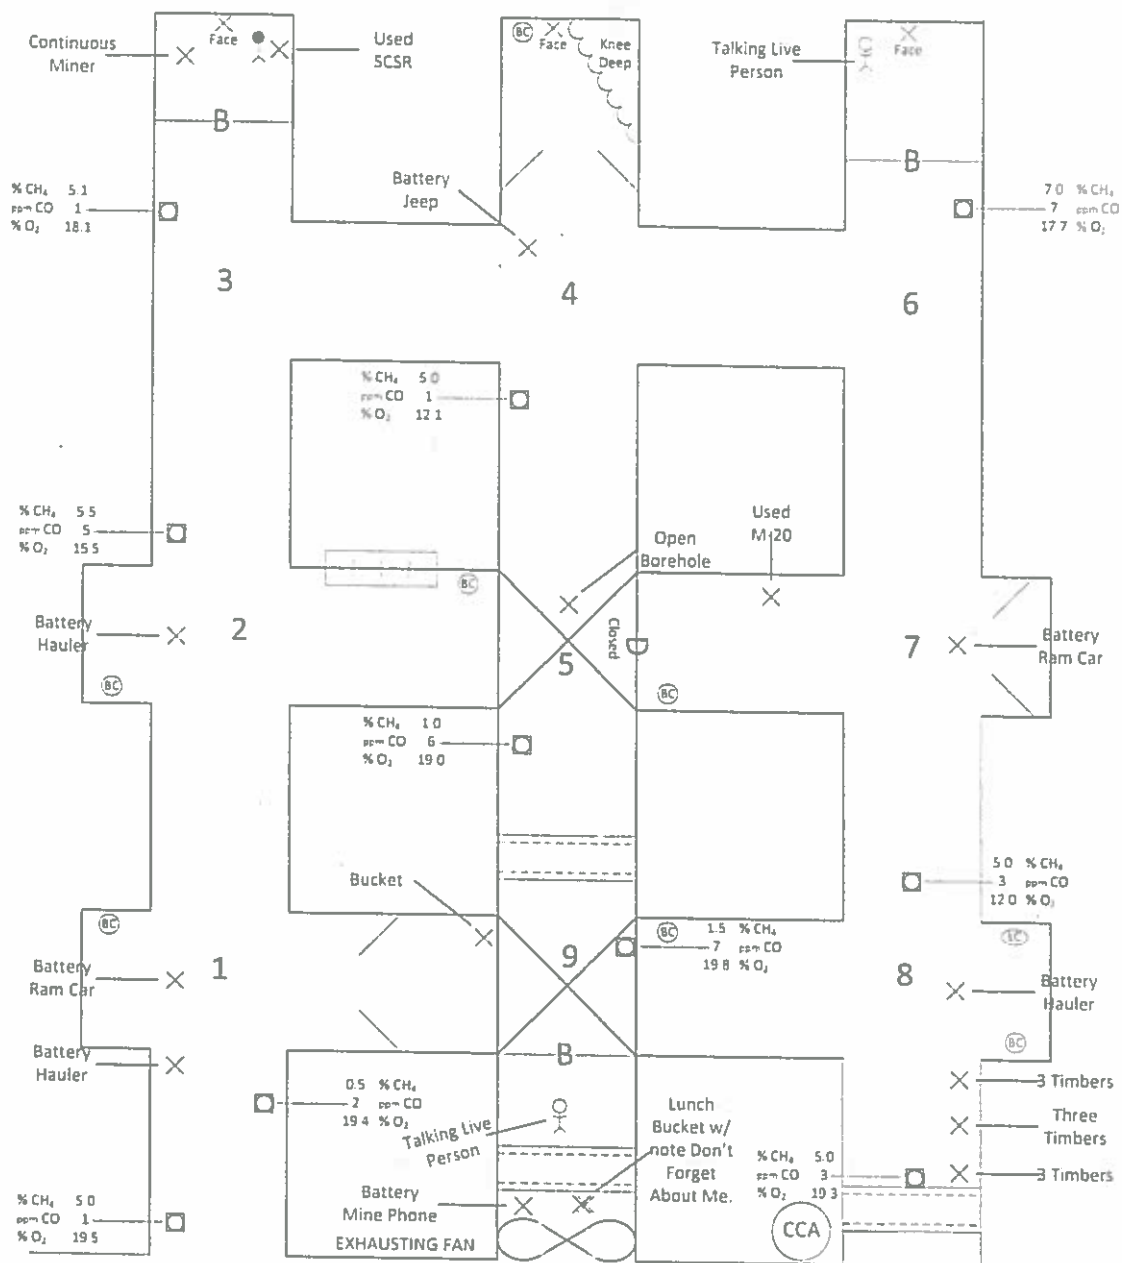 Continuous
Miner
Face
Used
SCSR
BC
Face
Knee
Deep
Talking Live
Person
Face
B
B
% CH₄ 5.1
ppm CO 1
% O₂ 18.1
Battery
Jeep
7.0 % CH₄
7 ppm CO
17.7 % O₂
3
4
6
% CH₄ 5.0
ppm CO 1
% O₂ 12.1
% CH₄ 5.5
ppm CO 5
% O₂ 15.5
Open
Borehole
Used
M-20
BC
Battery
Hauler
2
Closed
D
5
7
Battery
Ram Car
BC
BC
% CH₄ 1.0
ppm CO 6
% O₂ 19.0
5.0 % CH₄
3 ppm CO
12.0 % O₂
Bucket
BC
BC
1.5 % CH₄
7 ppm CO
19.8 % O₂
BC
Battery
Ram Car
1
9
8
Battery
Hauler
Battery
Hauler
B
BC
3 Timbers
0.5 % CH₄
2 ppm CO
19.4 % O₂
Talking Live
Person
Lunch
Bucket w/
note Don't
Forget
About Me.
Three
Timbers
% CH₄ 5.0
ppm CO 3
% O₂ 19.3
3 Timbers
Battery
Mine Phone
% CH₄ 5.0
ppm CO 1
% O₂ 19.5
EXHAUSTING FAN
CCA